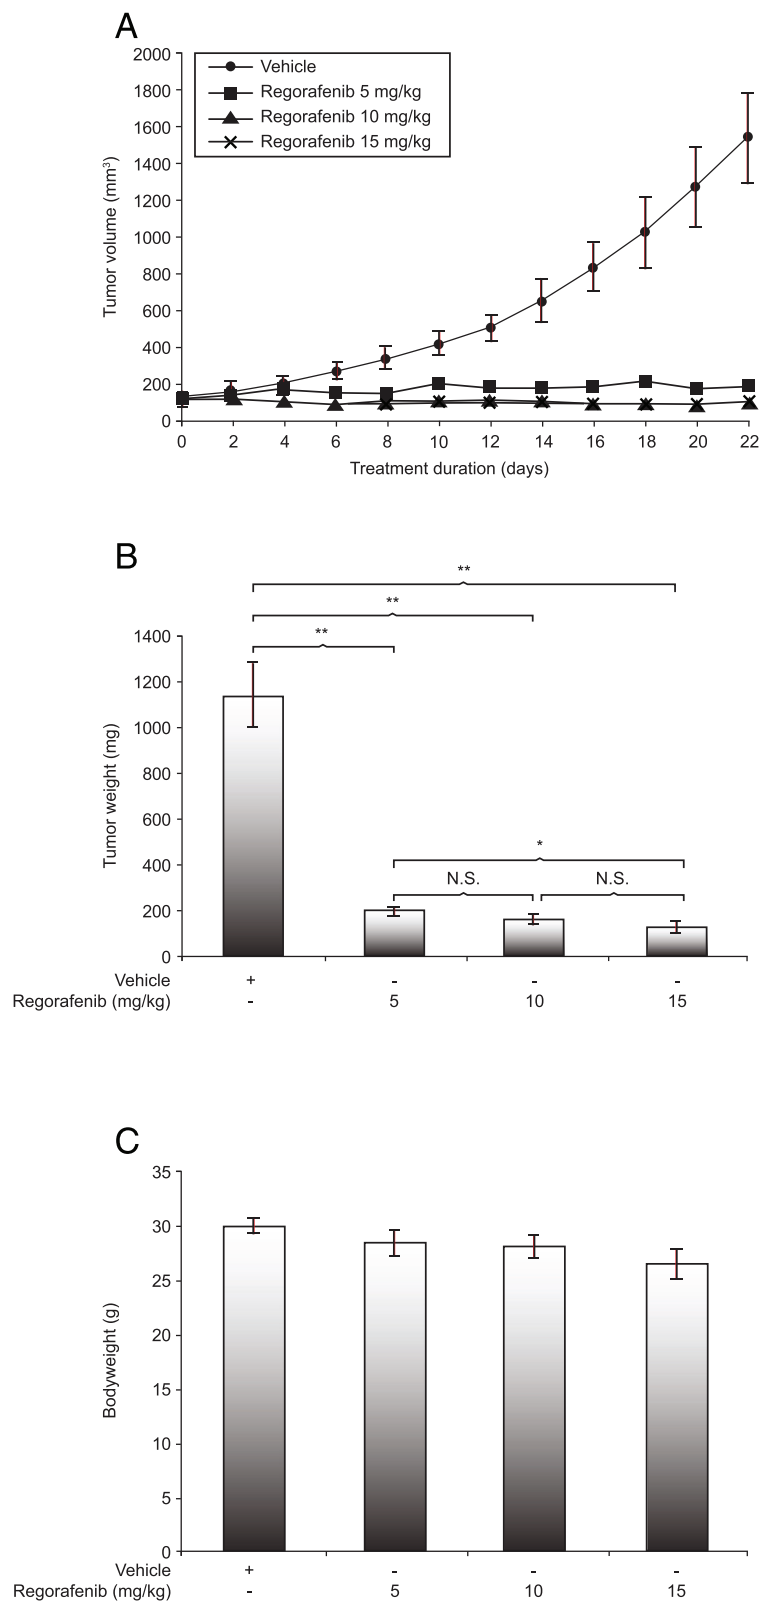 A
2000
1800
1600
1400
1200
1000
800
600
400
200
0
Tumor volume (mm³)
Vehicle
Regorafenib 5 mg/kg
Regorafenib 10 mg/kg
Regorafenib 15 mg/kg
0 2 4 6 8 10 12 14 16 18 20 22
Treatment duration (days)
B
**
**
**
1400
1200
1000
800
600
400
200
0
Tumor weight (mg)
*
N.S. N.S.
Vehicle + - - -
Regorafenib (mg/kg) - 5 10 15
C
35
30
25
20
15
10
5
0
Bodyweight (g)
Vehicle + - - -
Regorafenib (mg/kg) - 5 10 15